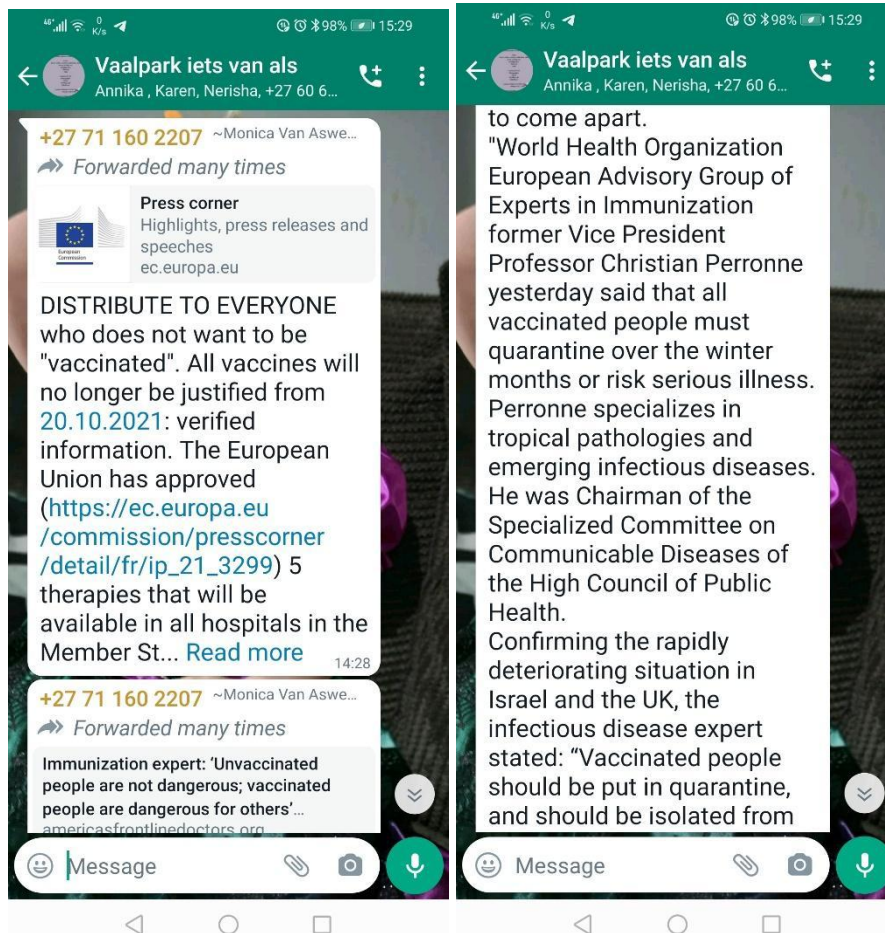 46+
0
K/s
98%
15:29
Vaalpark iets van als
Annika , Karen, Nerisha, +27 60 6...
+27 71 160 2207 ~Monica Van Aswe...
Forwarded many times
Press corner
Highlights, press releases and
speeches
ec.europa.eu
European
Commission
DISTRIBUTE TO EVERYONE
who does not want to be
"vaccinated". All vaccines will
no longer be justified from
20.10.2021: verified
information. The European
Union has approved
(https://ec.europa.eu
/commission/presscorner
/detail/fr/ip_21_3299) 5
therapies that will be
available in all hospitals in the
Member St... Read more
14:28
+27 71 160 2207 ~Monica Van Aswe...
Forwarded many times
Immunization expert: ‘Unvaccinated
people are not dangerous; vaccinated
people are dangerous for others’...
americasfrontlinedoctors.org
Message
46+
0
K/s
98%
15:29
Vaalpark iets van als
Annika , Karen, Nerisha, +27 60 6...
to come apart.
"World Health Organization
European Advisory Group of
Experts in Immunization
former Vice President
Professor Christian Perronne
yesterday said that all
vaccinated people must
quarantine over the winter
months or risk serious illness.
Perronne specializes in
tropical pathologies and
emerging infectious diseases.
He was Chairman of the
Specialized Committee on
Communicable Diseases of
the High Council of Public
Health.
Confirming the rapidly
deteriorating situation in
Israel and the UK, the
infectious disease expert
stated: “Vaccinated people
should be put in quarantine,
and should be isolated from
Message